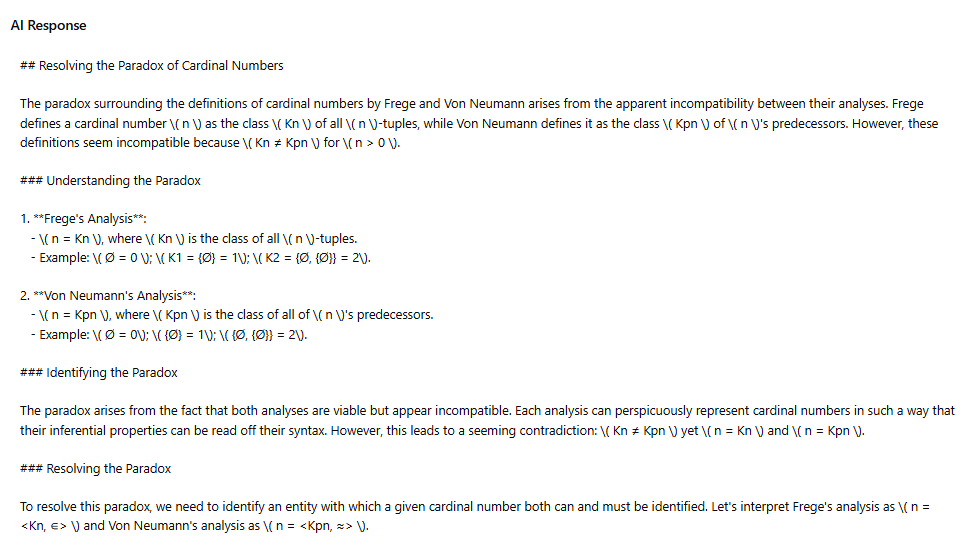 AI Response
## Resolving the Paradox of Cardinal Numbers
The paradox surrounding the definitions of cardinal numbers by Frege and Von Neumann arises from the apparent incompatibility between their analyses. Frege
defines a cardinal number \( n \) as the class \( Kn \) of all \( n \)-tuples, while Von Neumann defines it as the class \( Kpn \) of \( n \)'s predecessors. However, these
definitions seem incompatible because \( Kn ≠ Kpn \) for \( n > 0 \).
### Understanding the Paradox
1. **Frege's Analysis**:
- \( n = Kn \), where \( Kn \) is the class of all \( n \)-tuples.
- Example: \( Ø = 0 \); \( K1 = {Ø} = 1\); \( K2 = {Ø, {Ø}} = 2\).
2. **Von Neumann's Analysis**:
- \( n = Kpn \), where \( Kpn \) is the class of all of \( n \)'s predecessors.
- Example: \( Ø = 0\); \( {Ø} = 1\); \( {Ø, {Ø}} = 2\).
### Identifying the Paradox
The paradox arises from the fact that both analyses are viable but appear incompatible. Each analysis can perspicuously represent cardinal numbers in such a way that
their inferential properties can be read off their syntax. However, this leads to a seeming contradiction: \( Kn ≠ Kpn \) yet \( n = Kn \) and \( n = Kpn \).
### Resolving the Paradox
To resolve this paradox, we need to identify an entity with which a given cardinal number both can and must be identified. Let's interpret Frege's analysis as \( n =
<Kn, ∈> \) and Von Neumann's analysis as \( n = <Kpn, ≈> \).